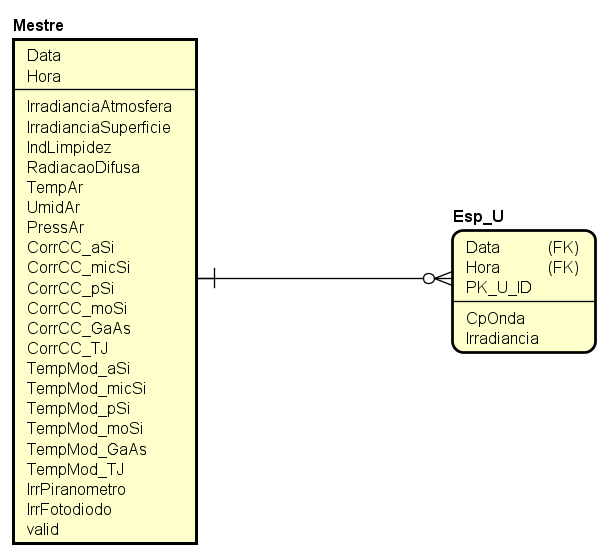 Mestre
Data
Hora
IrradianciaAtmosfera
IrradianciaSuperficie
IndLimpidez
RadiacaoDifusa
TempAr
UmidAr
PressAr
CorrCC_aSi
CorrCC_micSi
CorrCC_pSi
CorrCC_moSi
CorrCC_GaAs
CorrCC_TJ
TempMod_aSi
TempMod_micSi
TempMod_pSi
TempMod_moSi
TempMod_GaAs
TempMod_TJ
IrrPiranometro
IrrFotodiodo
valid
Esp_U
Data (FK)
Hora (FK)
PK_U_ID
CpOnda
Irradiancia